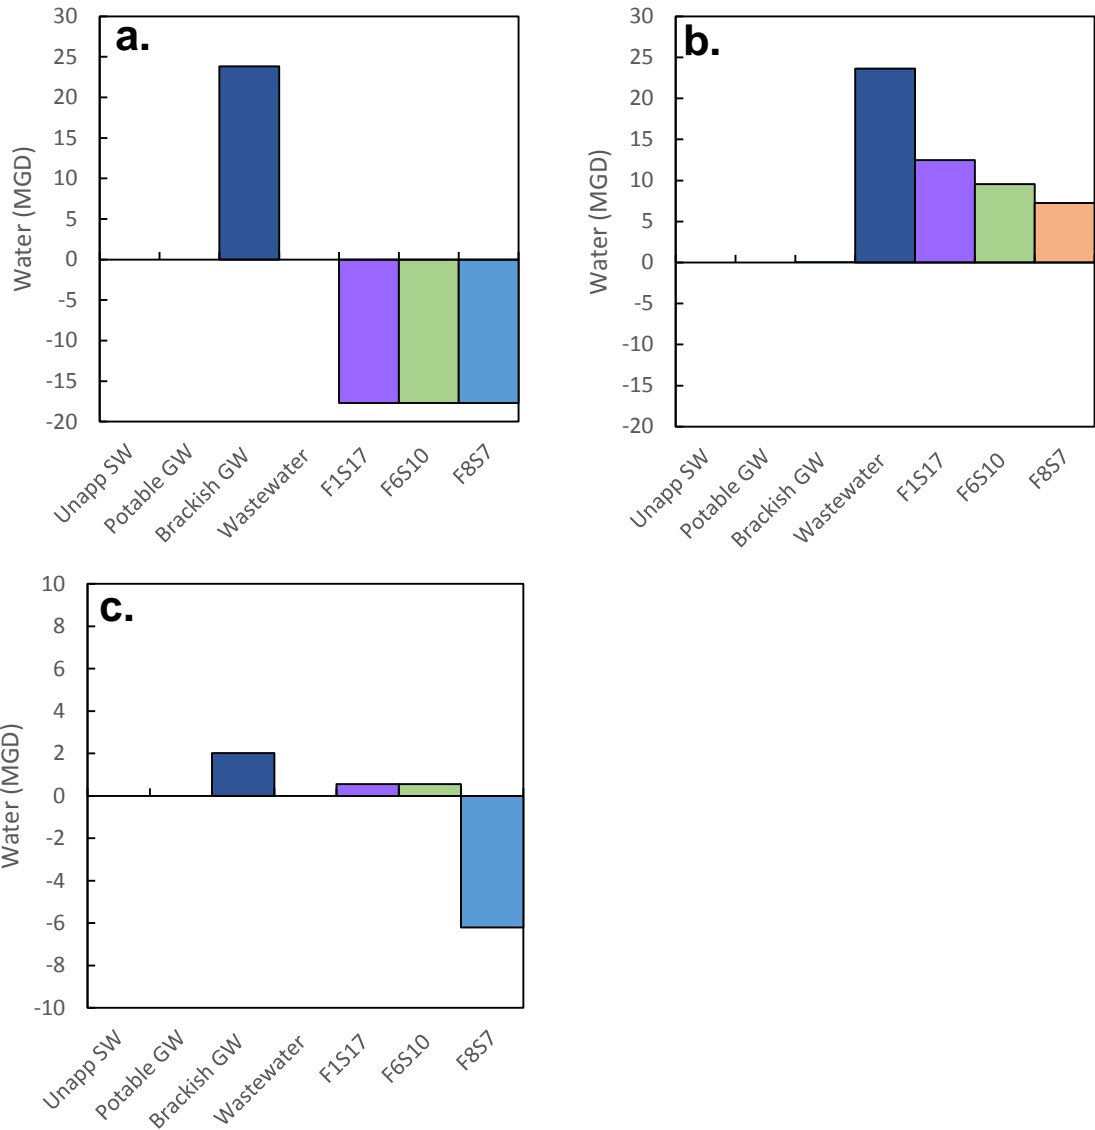 a.
Water (MGD)
30
25
20
15
10
5
0
-5
-10
-15
-20
Unapp SW
Potable GW
Brackish GW
Wastewater
F1S17
F6S10
F8S7
b.
Water (MGD)
30
25
20
15
10
5
0
-5
-10
-15
-20
Unapp SW
Potable GW
Brackish GW
Wastewater
F1S17
F6S10
F8S7
c.
Water (MGD)
10
8
6
4
2
0
-2
-4
-6
-8
-10
Unapp SW
Potable GW
Brackish GW
Wastewater
F1S17
F6S10
F8S7